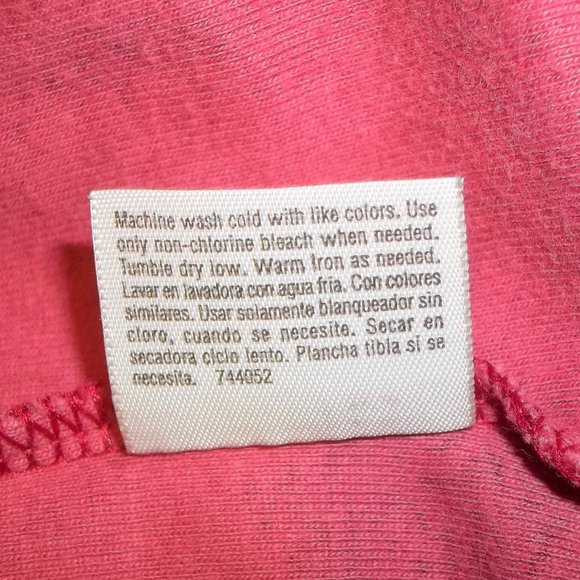 Machine wash cold with like colors. Use
only non-chlorine bleach when needed.
Tumble dry low. Warm Iron as needed.
Lavar en lavadora con agua fria. Con colores
similares. Usar solamente blanqueador sin
cloro, cuando se necesite. Secar en
secadora ciclo lento. Plancha tibla si se
necesita. 744052